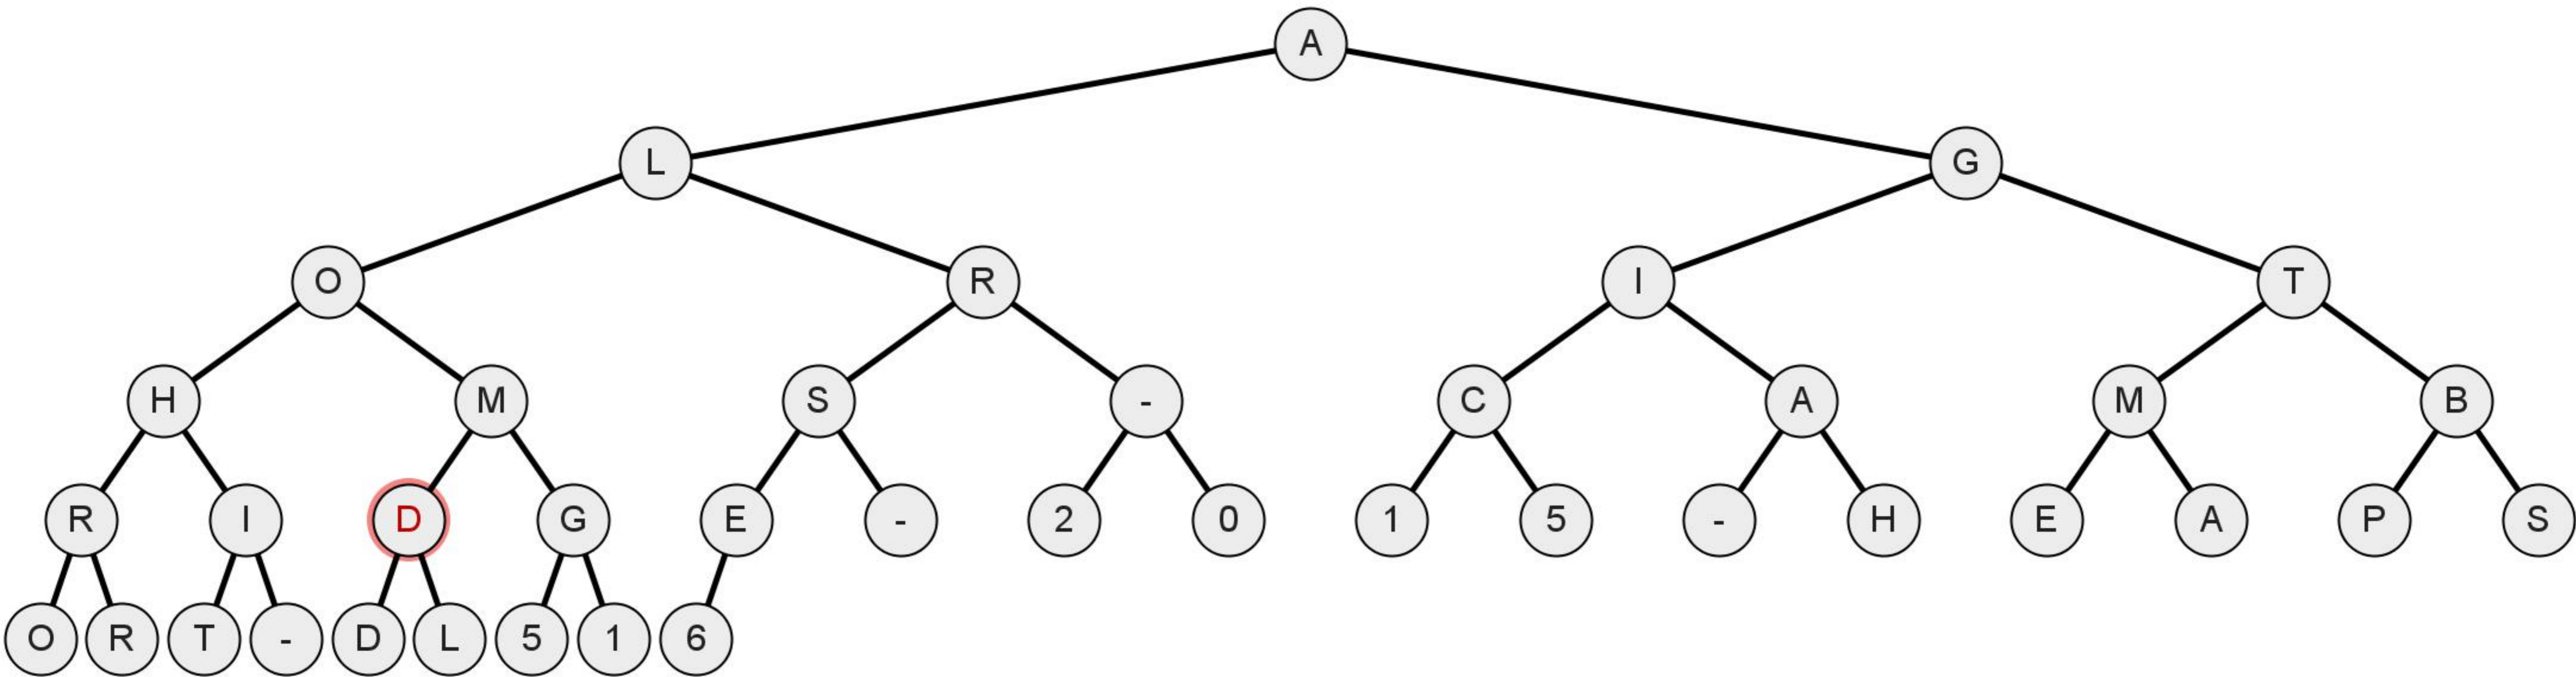 A
L G
O R I T
H M S - C A M B
R I D G E - 2 0 1 5 - H E A P S
O R T - D L 5 1 6